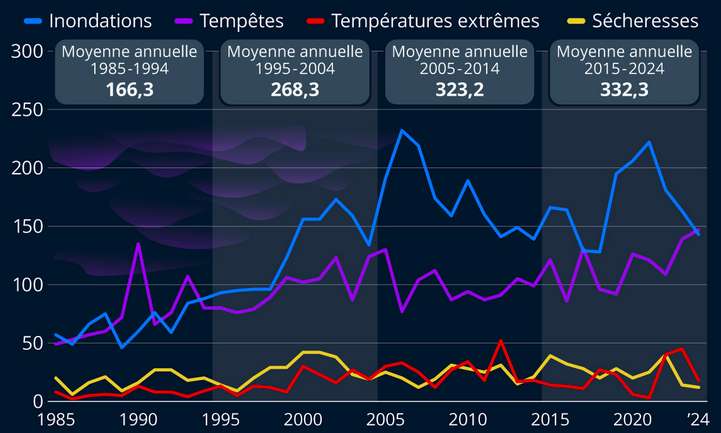 Inondations Tempêtes Températures extrêmes Sécheresses
300
Moyenne annuelle
1985-1994
166,3
Moyenne annuelle
1995-2004
268,3
Moyenne annuelle
2005-2014
323,2
Moyenne annuelle
2015-2024
332,3
250
200
150
100
50
0
1985 1990 1995 2000 2005 2010 2015 2020 ’24